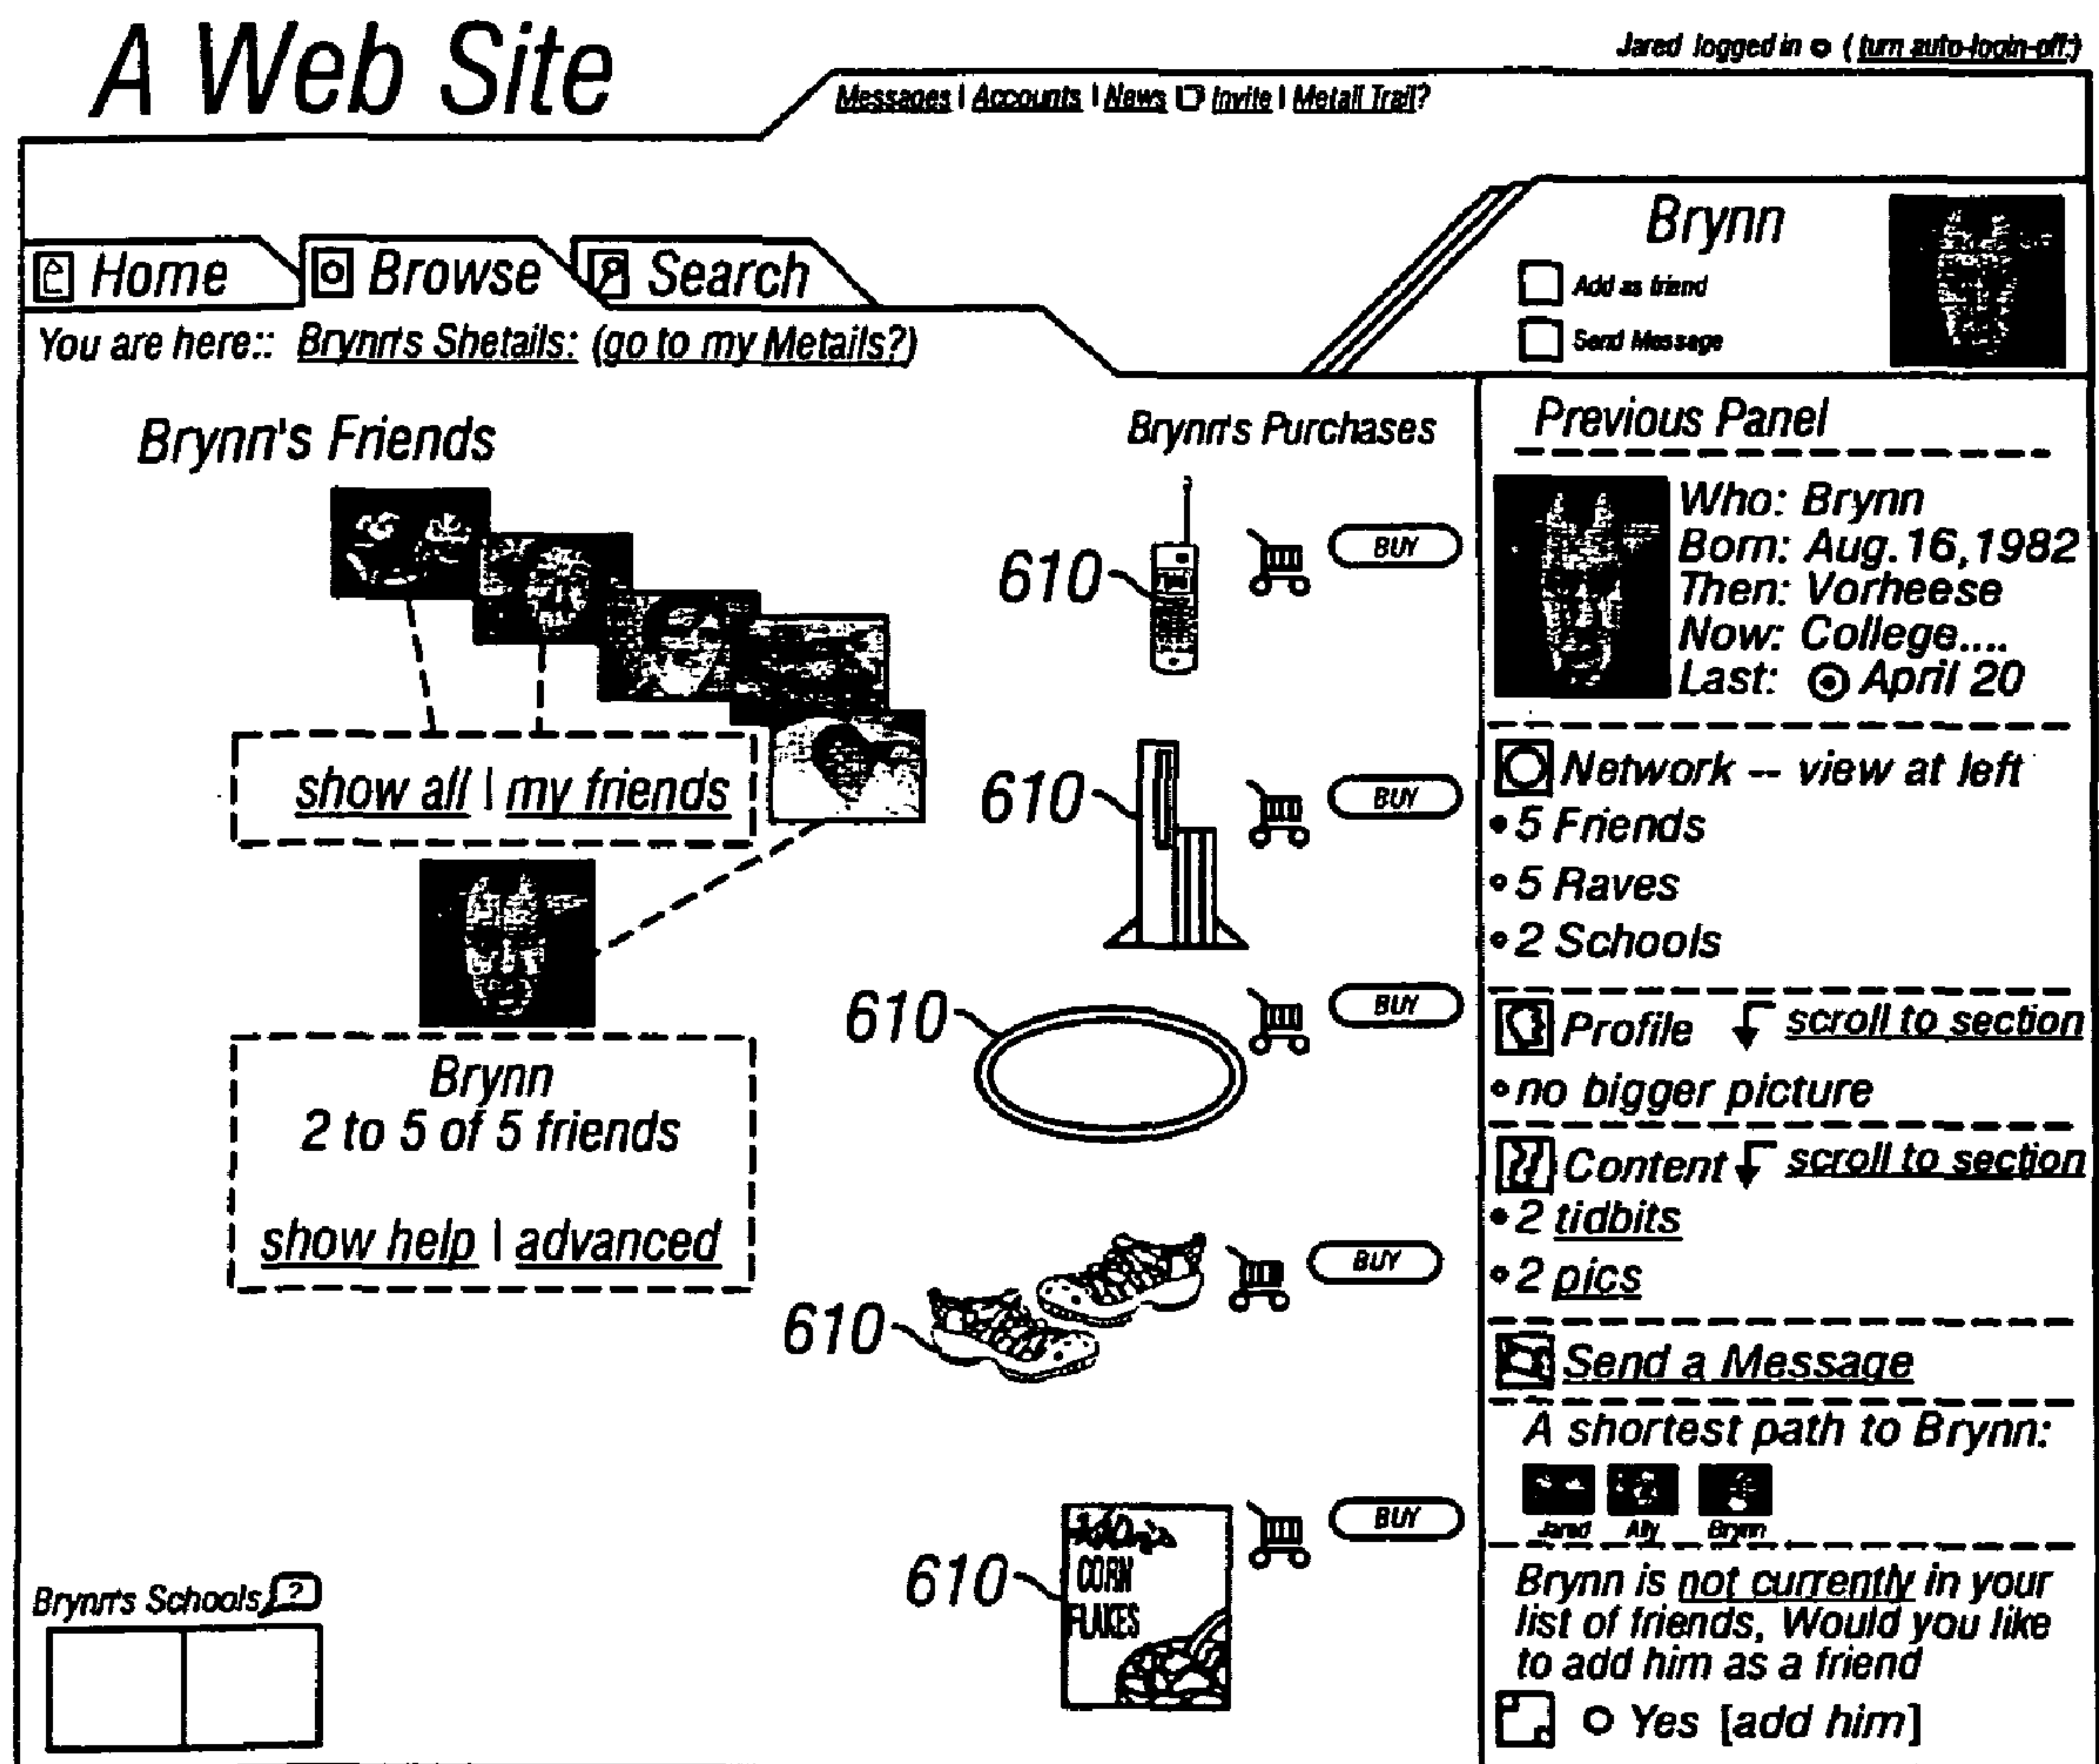 A Web Site
Jared logged in (turn auto-login-off:)
Messages | Accounts | News Invite | Metail Trail?
Brynn
Add as friend
Send Message
Home Browse Search
You are here:: Brynn's Shetails: (go to my Metails?)
Brynn's Friends
show all | my friends
Brynn
2 to 5 of 5 friends
show help | advanced
Brynn's Schools ?
Brynn's Purchases
610 BUY
610 BUY
610 BUY
610 BUY
610 BUY
CORN
FLAKES
Previous Panel
Who: Brynn
Born: Aug.16,1982
Then: Vorheese
Now: College....
Last: April 20
Network -- view at left
• 5 Friends
• 5 Raves
• 2 Schools
Profile scroll to section
• no bigger picture
Content scroll to section
• 2 tidbits
• 2 pics
Send a Message
A shortest path to Brynn:
Jared Ally Brynn
Brynn is not currently in your
list of friends, Would you like
to add him as a friend
Yes [add him]